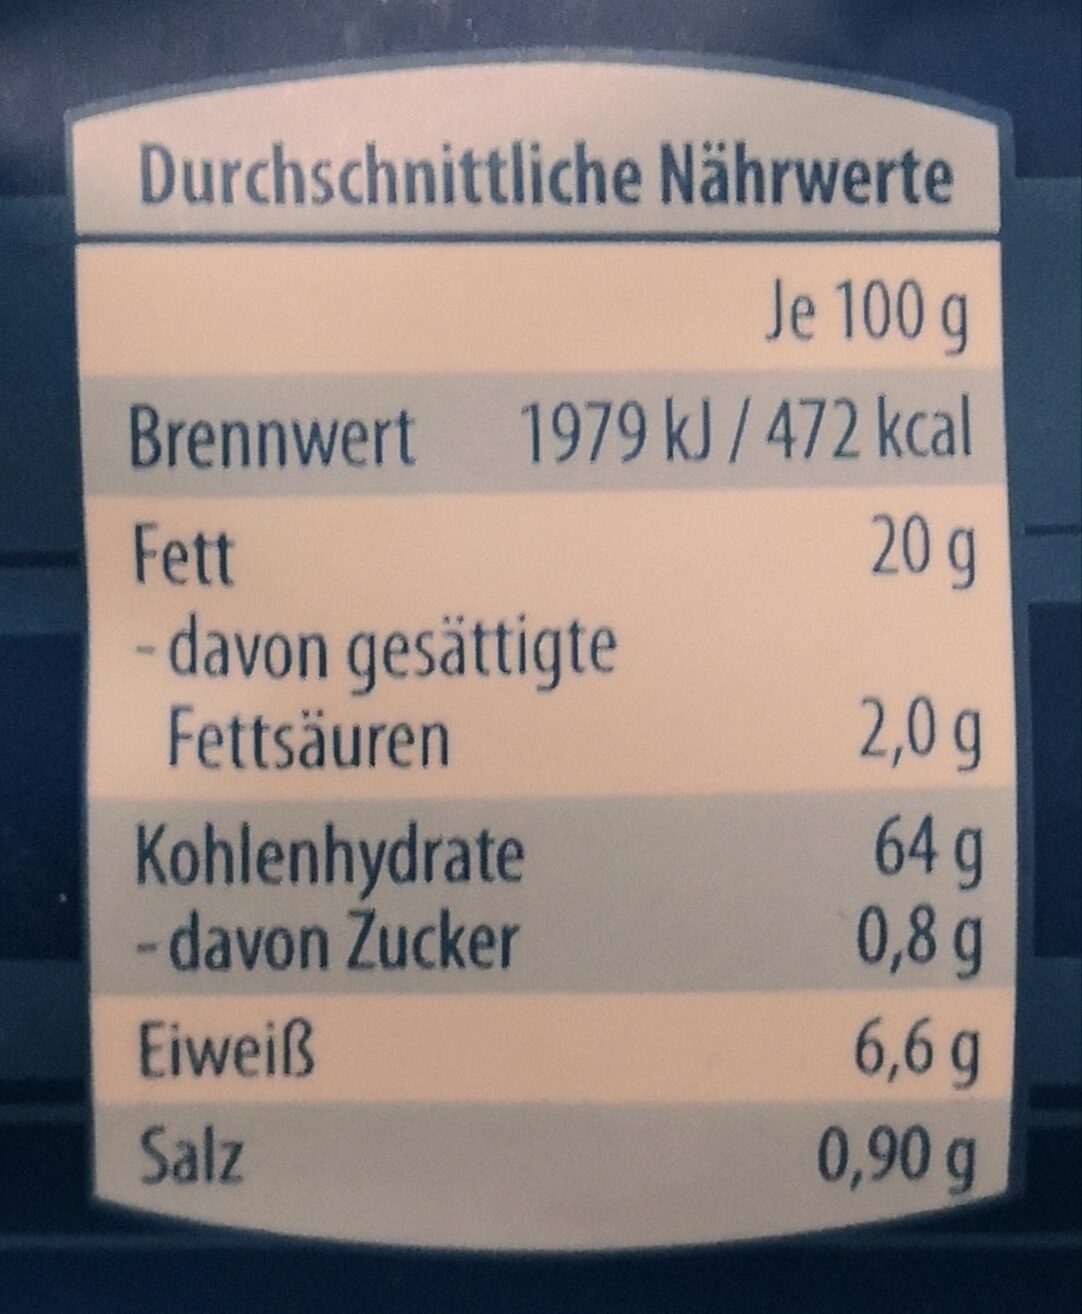 Durchschnittliche Nährwerte
Je 100 g
Brennwert 1979 kJ / 472 kcal
Fett 20 g
- davon gesättigte
Fettsäuren 2,0 g
Kohlenhydrate 64 g
- davon Zucker 0,8 g
Eiweiß 6,6 g
Salz 0,90 g